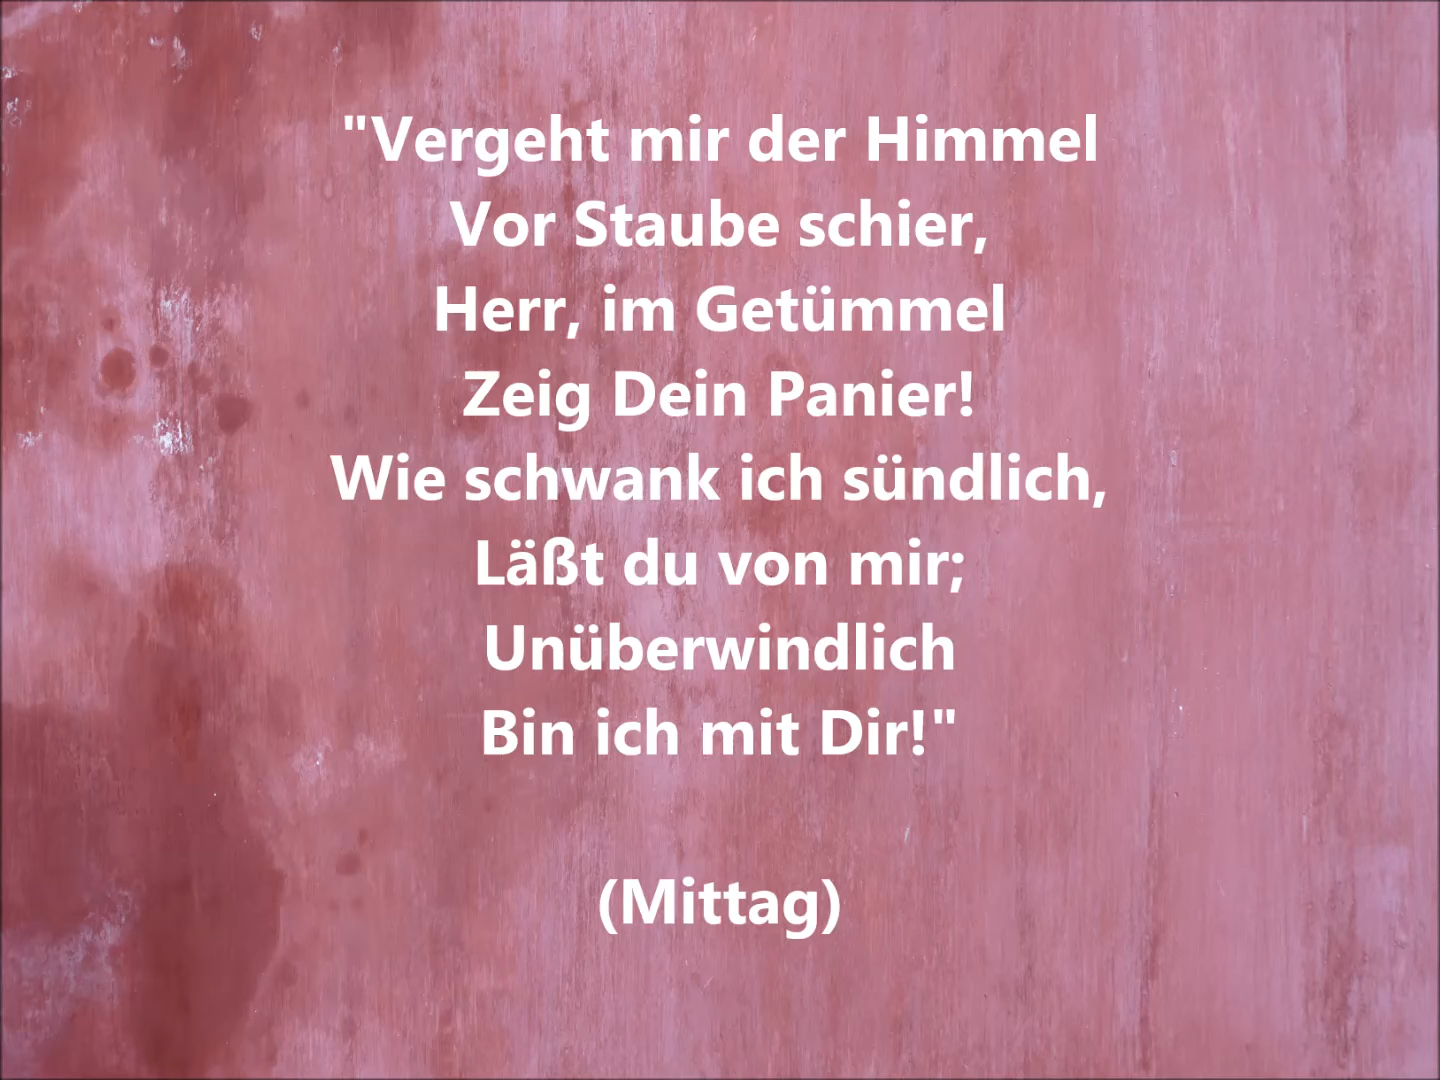 "Vergeht mir der Himmel
Vor Staube schier,
Herr, im Getümmel
Zeig Dein Panier!
Wie schwank ich sündlich,
Läßt du von mir;
Unüberwindlich
Bin ich mit Dir!"
(Mittag)